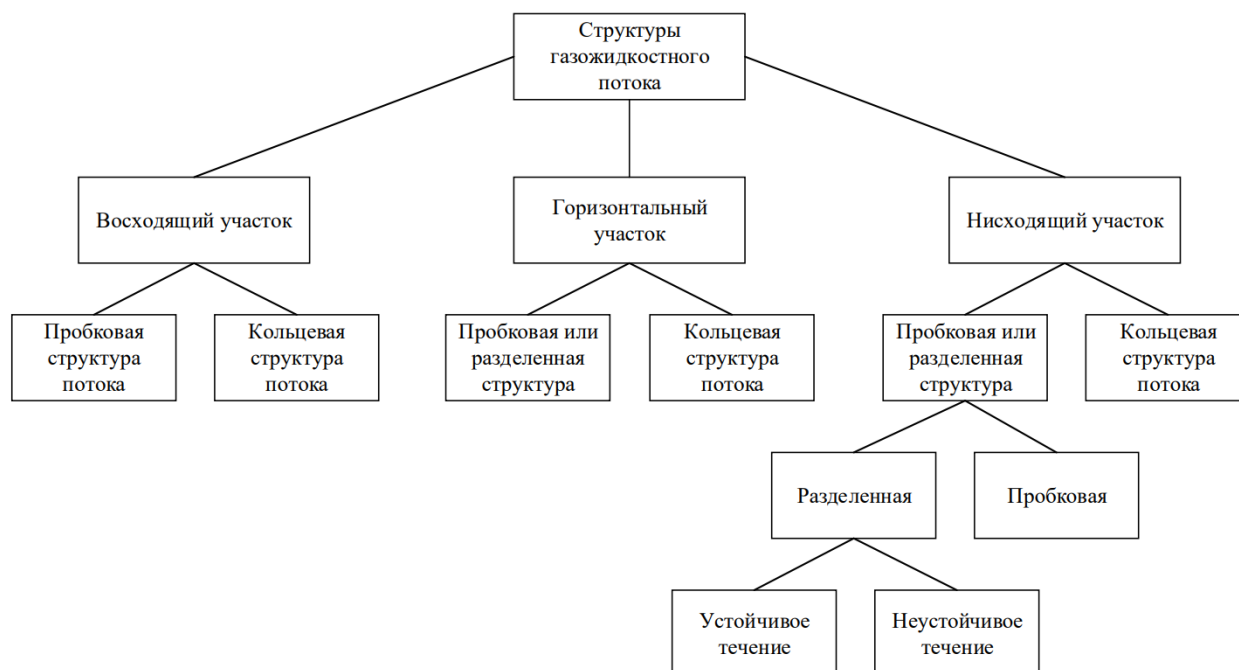 Структуры
газожидкостного
потока
Восходящий участок
Горизонтальный
участок
Нисходящий участок
Пробковая
структура
потока
Кольцевая
структура
потока
Пробковая или
разделенная
структура
Кольцевая
структура
потока
Пробковая или
разделенная
структура
Кольцевая
структура
потока
Разделенная
Пробковая
Устойчивое
течение
Неустойчивое
течение